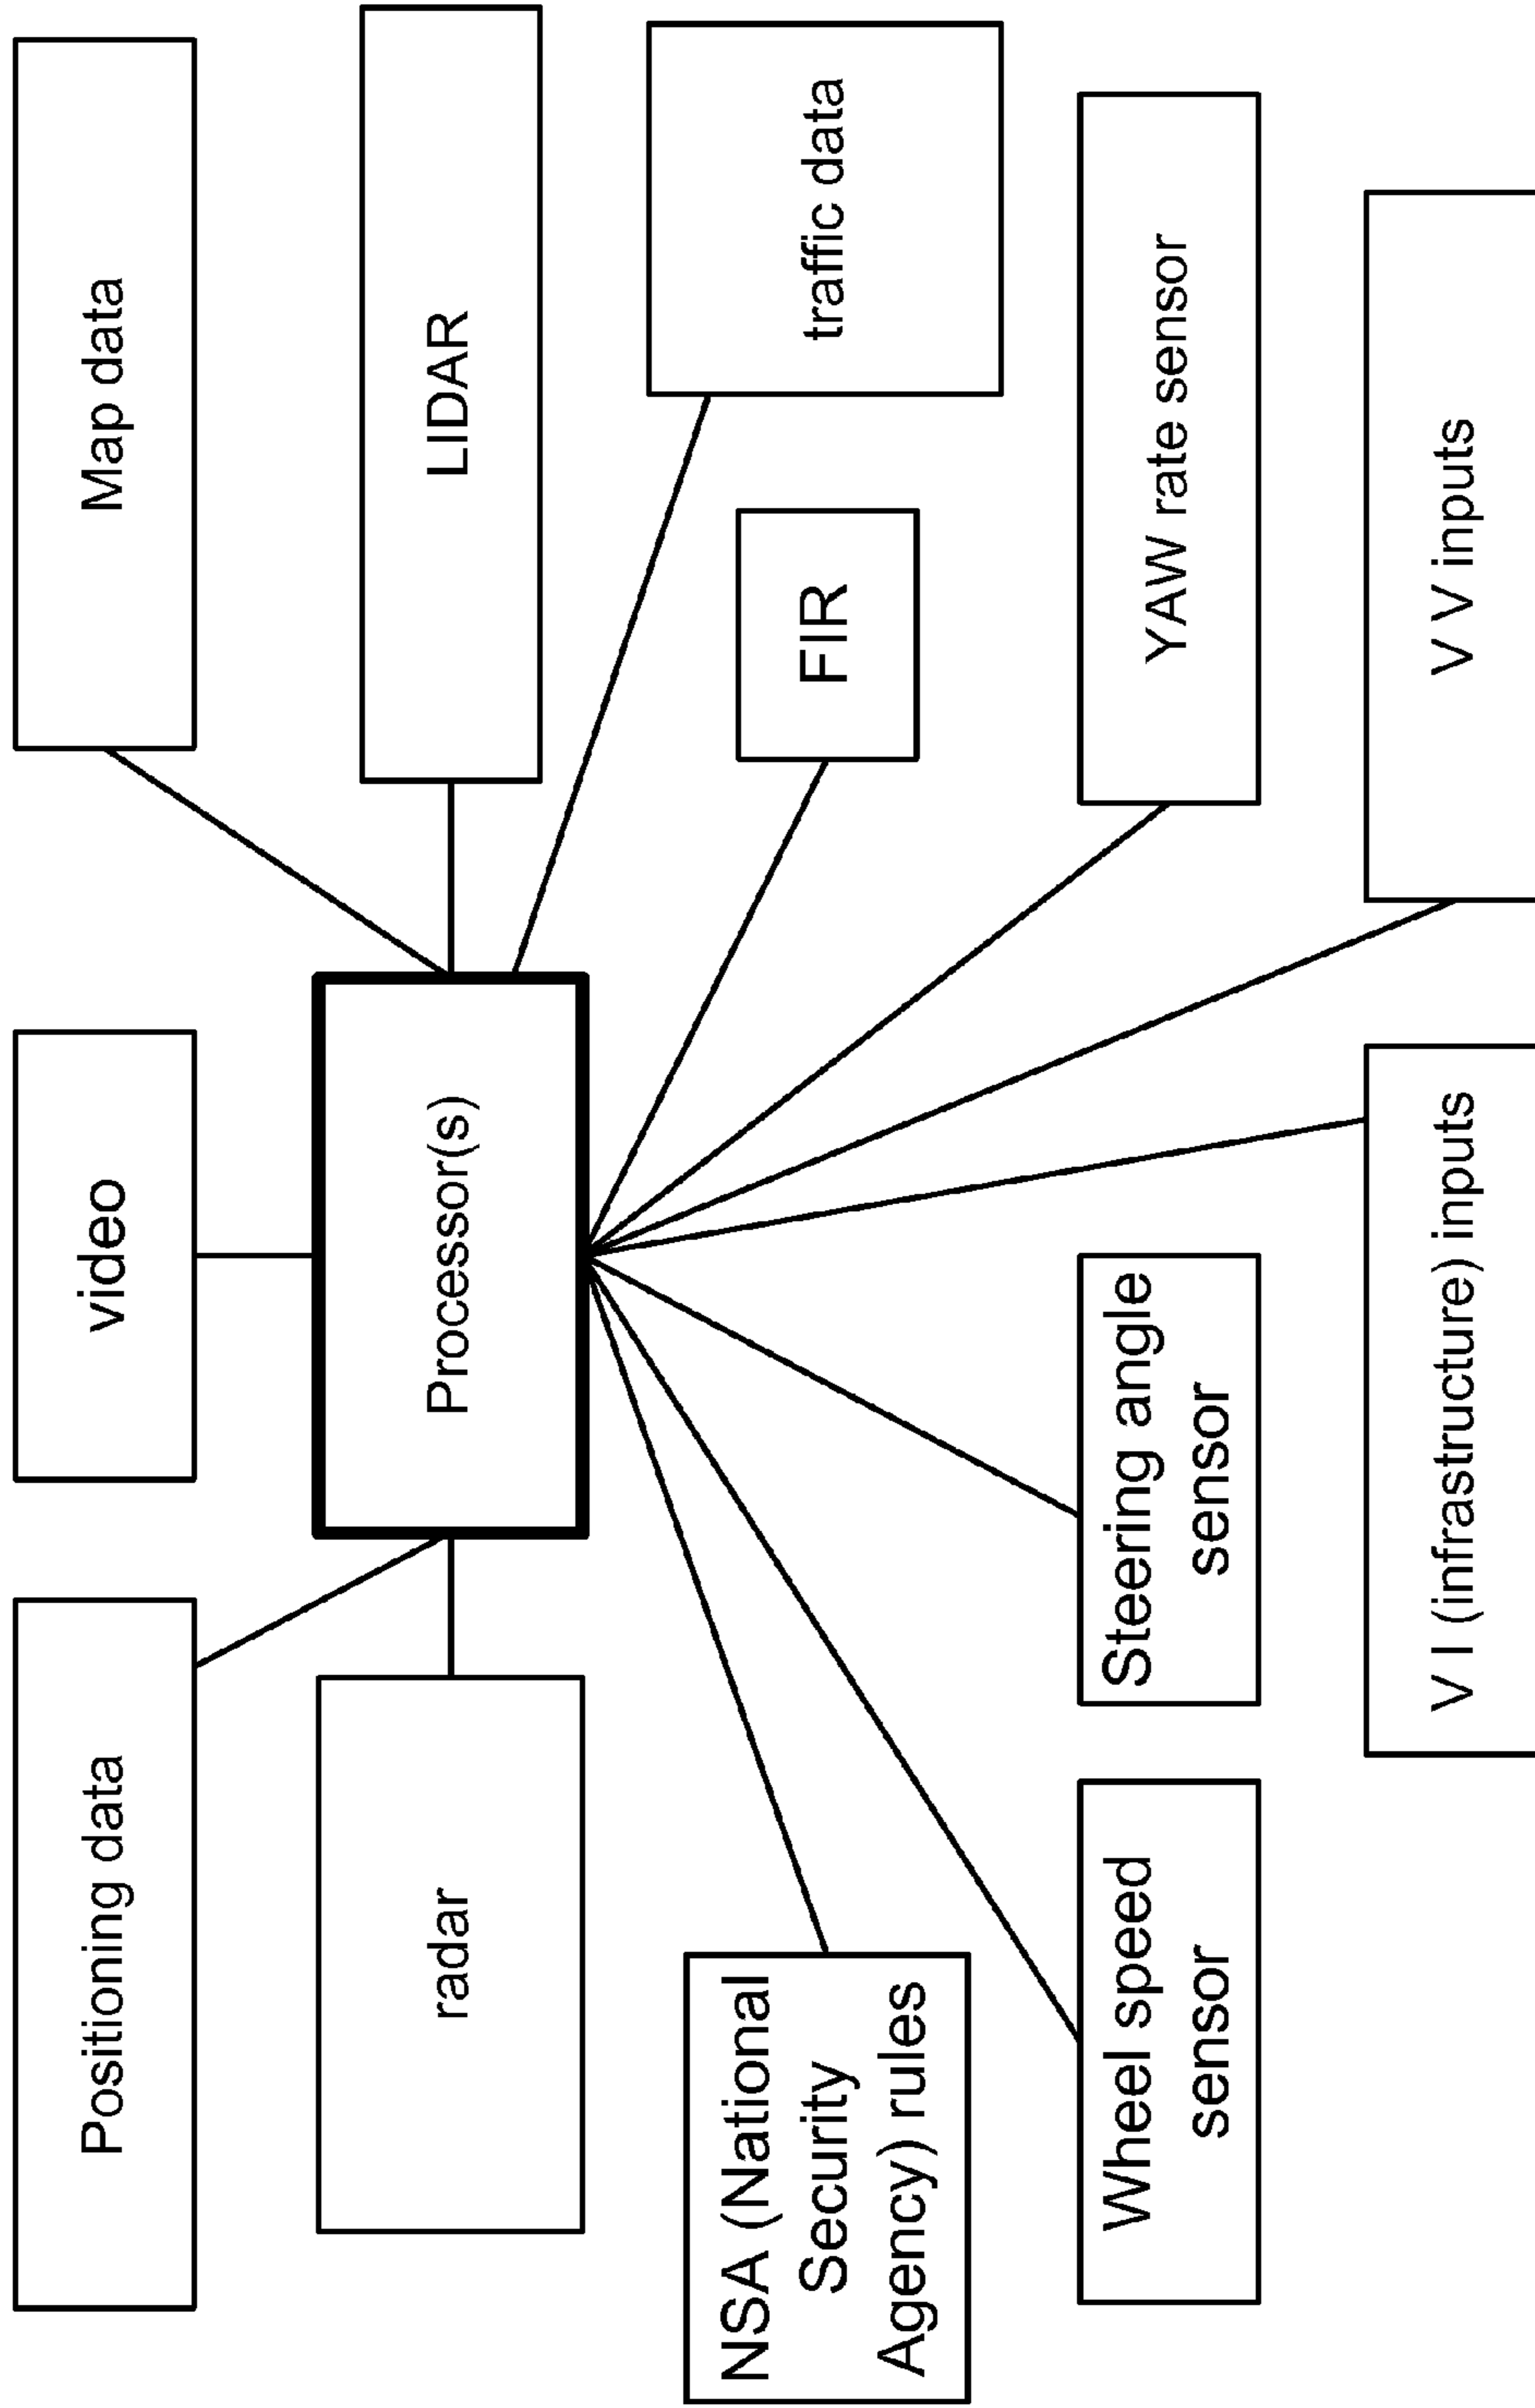 Positioning data
video
Map data
radar
Processor(s)
LIDAR
NSA (National
Security
Agency) rules
FIR
traffic data
Wheel speed
sensor
Steering angle
sensor
YAW rate sensor
V I (infrastructure) inputs
V V inputs